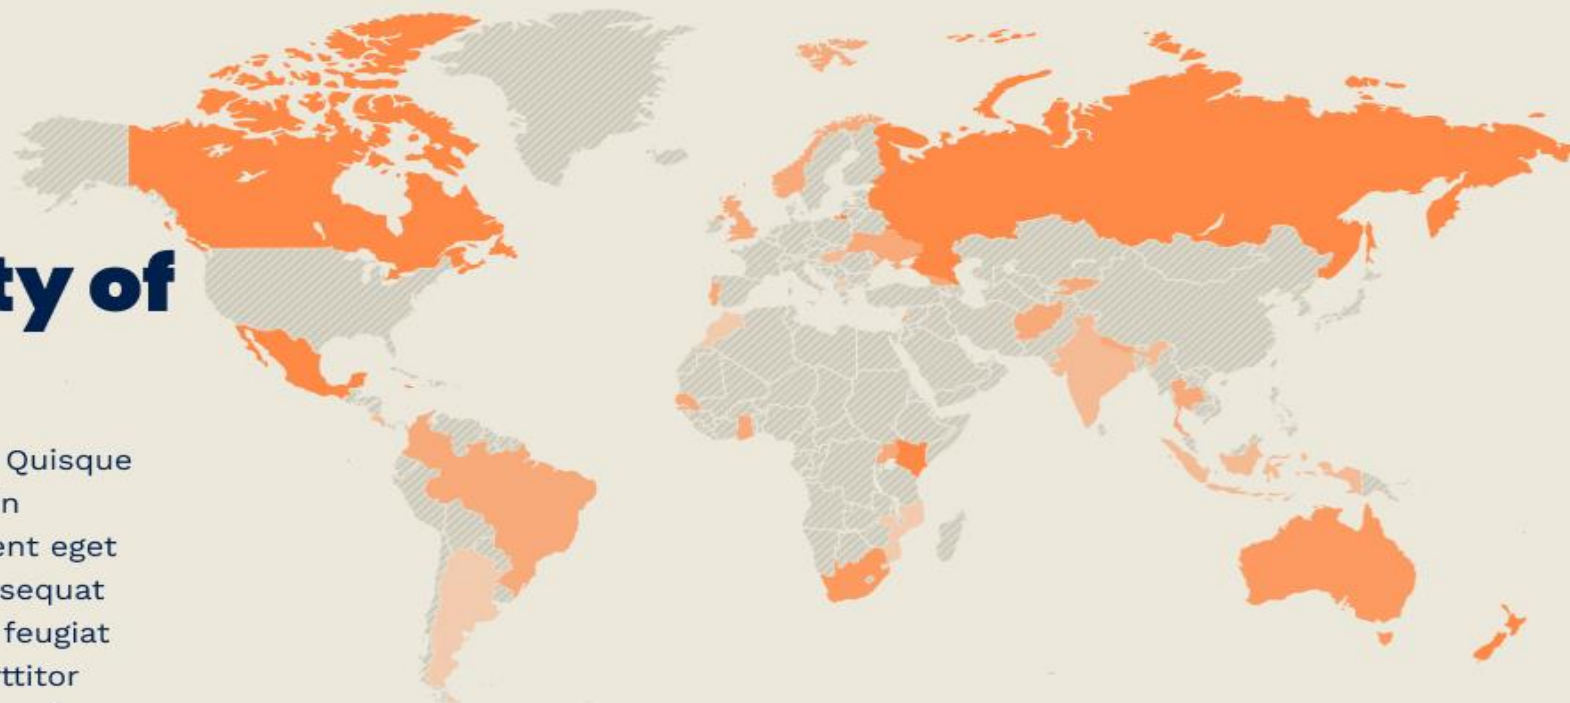 ty of
Quisque
n
ent eget
sequat
feugiat
ttitor